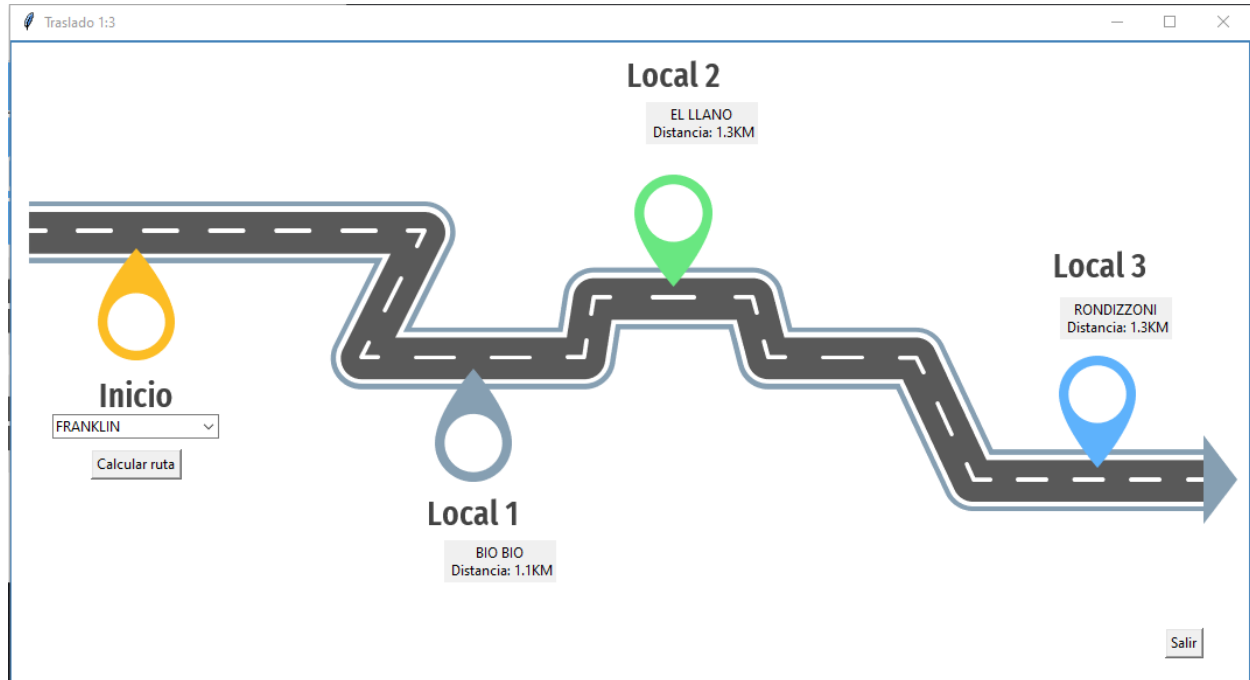 Traslado 1:3
Local 2
EL LLANO
Distancia: 1.3KM
Local 3
RONDIZZONI
Distancia: 1.3KM
Inicio
FRANKLIN
Calcular ruta
Local 1
BIO BIO
Distancia: 1.1KM
Salir